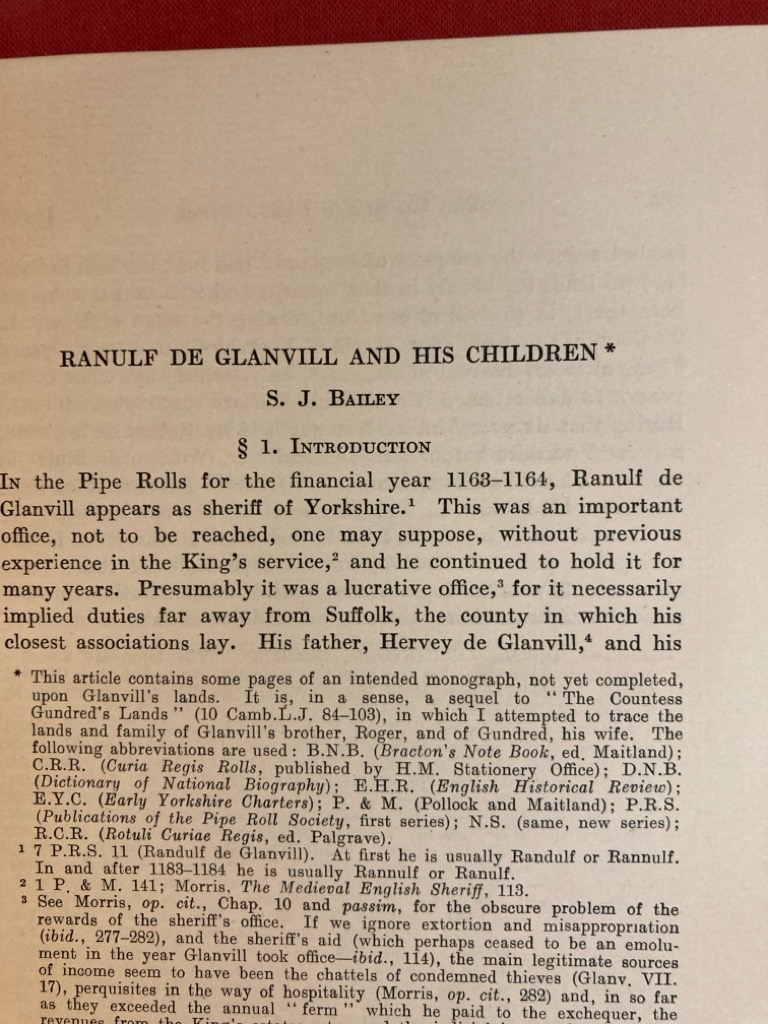 RANULF DE GLANVILL AND HIS CHILDREN *
S. J. BAILEY
§ 1. INTRODUCTION
IN the Pipe Rolls for the financial year 1163–1164, Ranulf de
Glanvill appears as sheriff of Yorkshire.¹ This was an important
office, not to be reached, one may suppose, without previous
experience in the King's service,² and he continued to hold it for
many years. Presumably it was a lucrative office,³ for it necessarily
implied duties far away from Suffolk, the county in which his
closest associations lay. His father, Hervey de Glanvill,⁴ and his
* This article contains some pages of an intended monograph, not yet completed,
upon Glanvill's lands. It is, in a sense, a sequel to "The Countess
Gundred's Lands" (10 Camb.L.J. 84–103), in which I attempted to trace the
lands and family of Glanvill's brother, Roger, and of Gundred, his wife. The
following abbreviations are used: B.N.B. (Bracton's Note Book, ed. Maitland);
C.R.R. (Curia Regis Rolls, published by H.M. Stationery Office); D.N.B.
(Dictionary of National Biography); E.H.R. (English Historical Review);
E.Y.C. (Early Yorkshire Charters); P. & M. (Pollock and Maitland); P.R.S.
(Publications of the Pipe Roll Society, first series); N.S. (same, new series);
R.C.R. (Rotuli Curiae Regis, ed. Palgrave).
¹ 7 P.R.S. 11 (Randulf de Glanvill). At first he is usually Randulf or Rannulf.
In and after 1183–1184 he is usually Rannulf or Ranulf.
² 1 P. & M. 141; Morris, The Medieval English Sheriff, 113.
³ See Morris, op. cit., Chap. 10 and passim, for the obscure problem of the
rewards of the sheriff's office. If we ignore extortion and misappropriation
(ibid., 277–282), and the sheriff's aid (which perhaps ceased to be an emolu-
ment in the year Glanvill took office—ibid., 114), the main legitimate sources
of income seem to have been the chattels of condemned thieves (Glanv. VII.
17), perquisites in the way of hospitality (Morris, op. cit., 282) and, in so far
as they exceeded the annual "ferm" which he paid to the exchequer, the
revenues from the King's